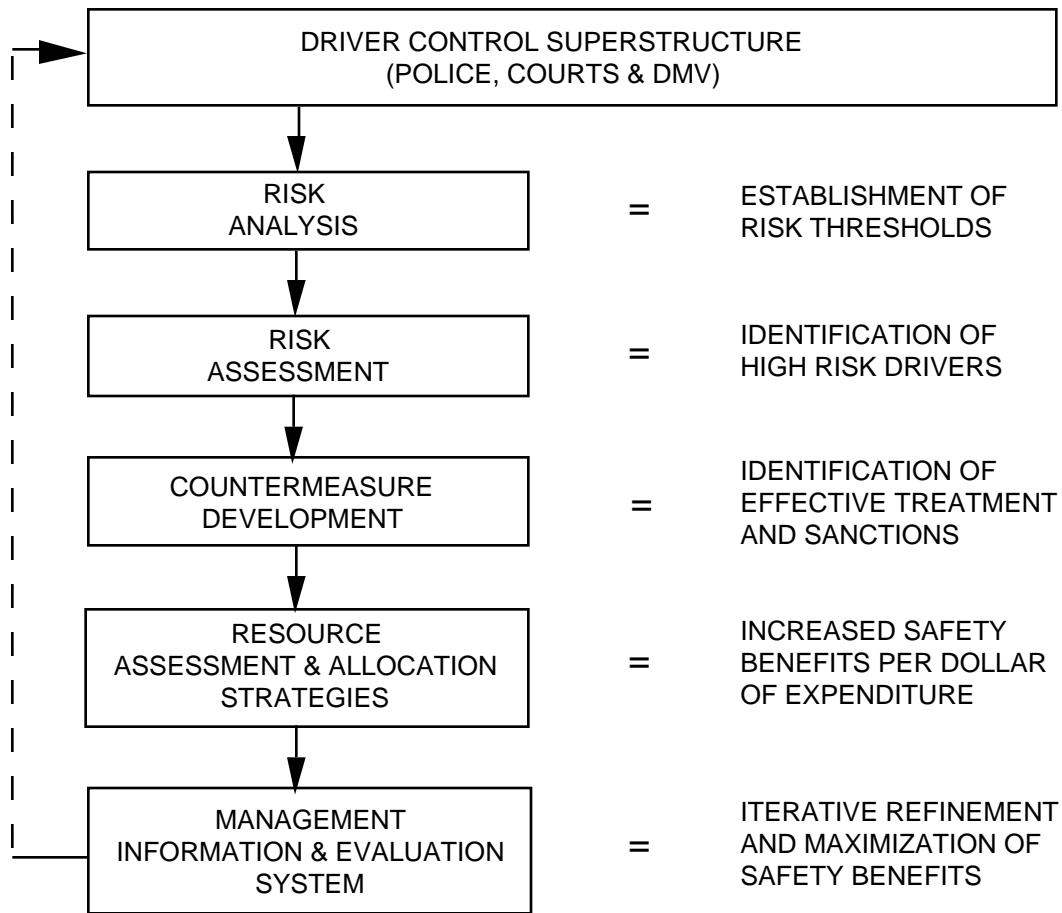 DRIVER CONTROL SUPERSTRUCTURE
(POLICE, COURTS & DMV)
RISK
ANALYSIS
=
ESTABLISHMENT OF
RISK THRESHOLDS
RISK
ASSESSMENT
=
IDENTIFICATION OF
HIGH RISK DRIVERS
COUNTERMEASURE
DEVELOPMENT
=
IDENTIFICATION OF
EFFECTIVE TREATMENT
AND SANCTIONS
RESOURCE
ASSESSMENT & ALLOCATION
STRATEGIES
=
INCREASED SAFETY
BENEFITS PER DOLLAR
OF EXPENDITURE
MANAGEMENT
INFORMATION & EVALUATION
SYSTEM
=
ITERATIVE REFINEMENT
AND MAXIMIZATION OF
SAFETY BENEFITS